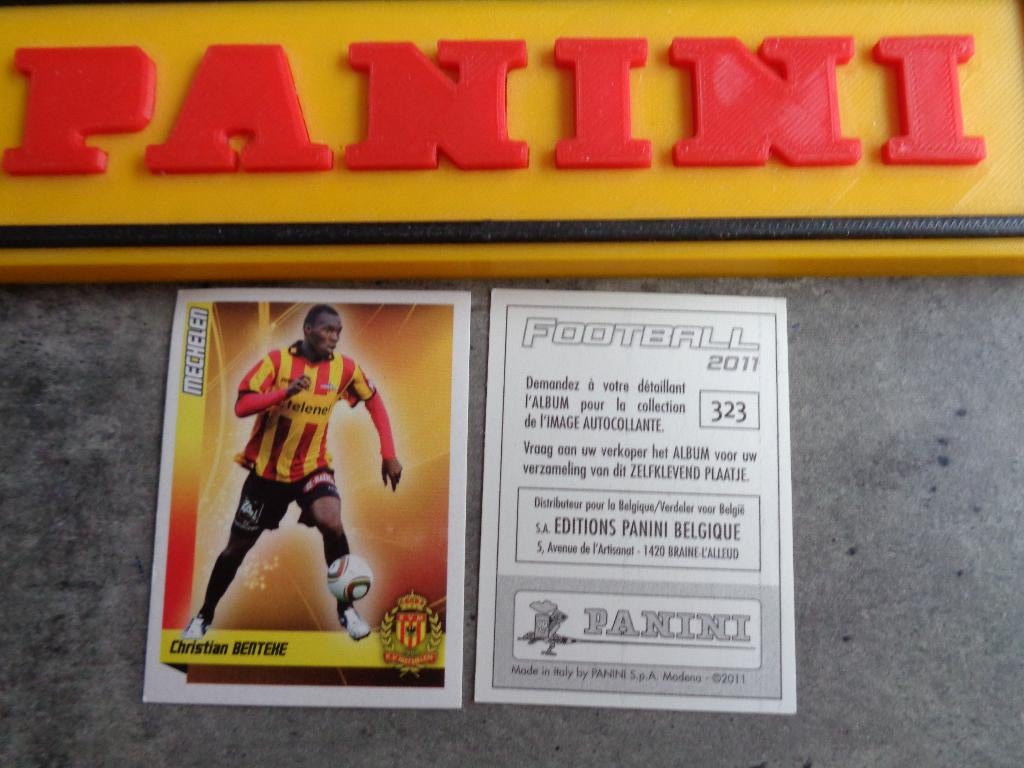 PANINI
MECHELEN
telenet
Christian BENTEKE
K.V. MECHELEN
FOOTBALL
2011
Demandez à votre détaillant
l'ALBUM pour la collection
de l'IMAGE AUTOCOLLANTE.
323
Vraag aan uw verkoper het ALBUM voor uw
verzameling van dit ZELFKLEVEND PLAATJE.
Distributeur pour la Belgique/Verdeler voor België
S.A. EDITIONS PANINI BELGIQUE
5, Avenue de l'Artisanat - 1420 BRAINE-L'ALLEUD
PANINI
Made in Italy by PANINI S.p.A. Modena - ©2011